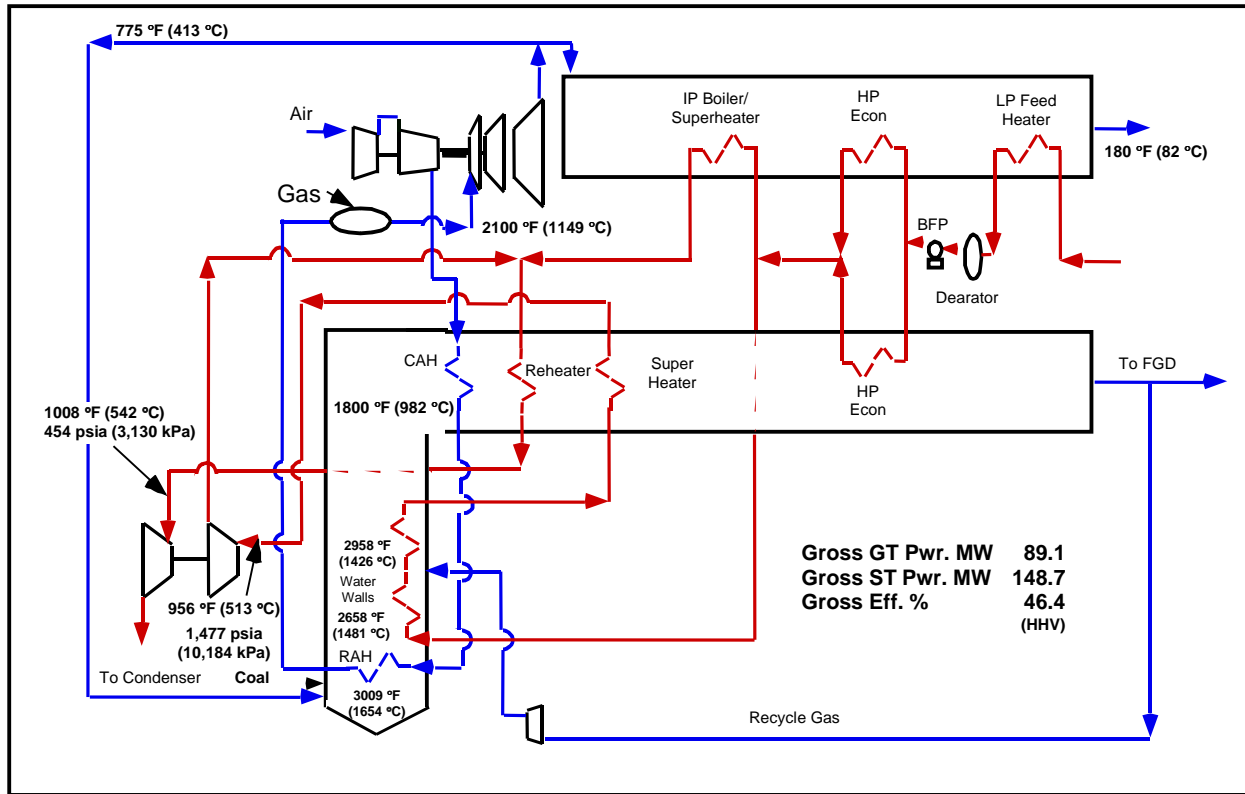 775 ºF (413 ºC)
Air
IP Boiler/
Superheater
HP
Econ
LP Feed
Heater
180 ºF (82 ºC)
Gas
2100 ºF (1149 ºC)
BFP
Dearator
CAH
Reheater
Super
Heater
HP
Econ
To FGD
1800 ºF (982 ºC)
1008 ºF (542 ºC)
454 psia (3,130 kPa)
2958 ºF
(1426 ºC)
Water
Walls
2658 ºF
(1481 ºC)
956 ºF (513 ºC)
1,477 psia
(10,184 kPa)
To Condenser
Coal
RAH
3009 ºF
(1654 ºC)
Gross GT Pwr. MW 89.1
Gross ST Pwr. MW 148.7
Gross Eff. % 46.4
(HHV)
Recycle Gas